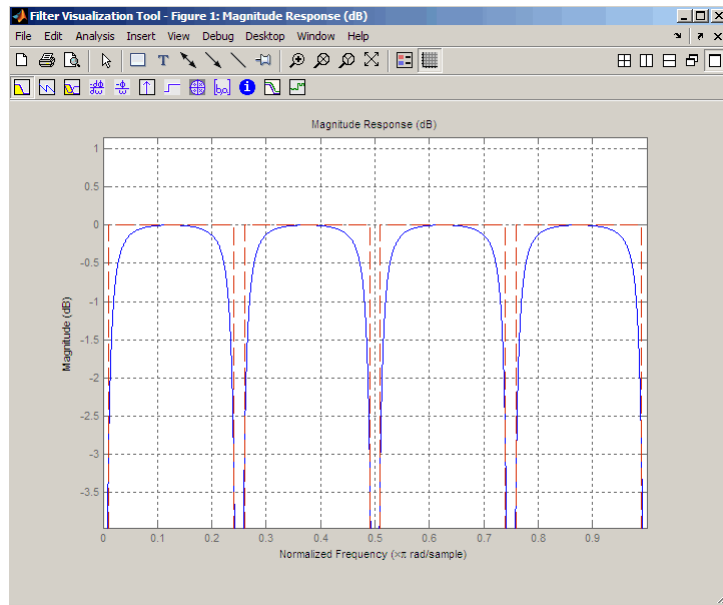 Filter Visualization Tool - Figure 1: Magnitude Response (dB)
File Edit Analysis Insert View Debug Desktop Window Help
Magnitude Response (dB)
1
0.5
0
-0.5
-1
-1.5
-2
-2.5
-3
-3.5
Magnitude (dB)
0 0.1 0.2 0.3 0.4 0.5 0.6 0.7 0.8 0.9
Normalized Frequency (×π rad/sample)